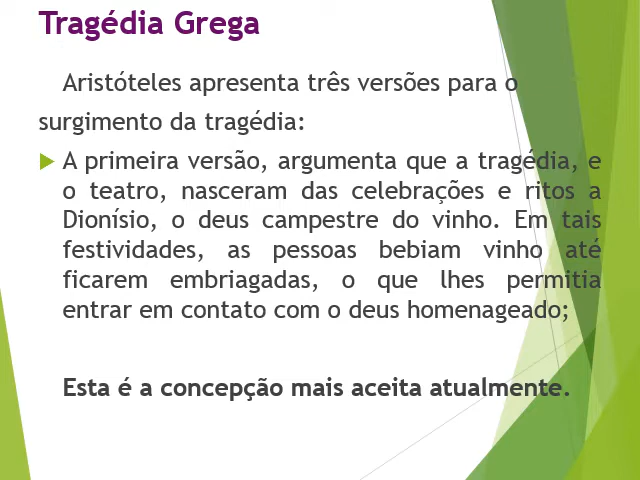 Tragédia Grega
Aristóteles apresenta três versões para o
surgimento da tragédia:
A primeira versão, argumenta que a tragédia, e
o teatro, nasceram das celebrações e ritos a
Dionísio, o deus campestre do vinho. Em tais
festividades, as pessoas bebiam vinho até
ficarem embriagadas, o que lhes permitia
entrar em contato com o deus homenageado;
Esta é a concepção mais aceita atualmente.